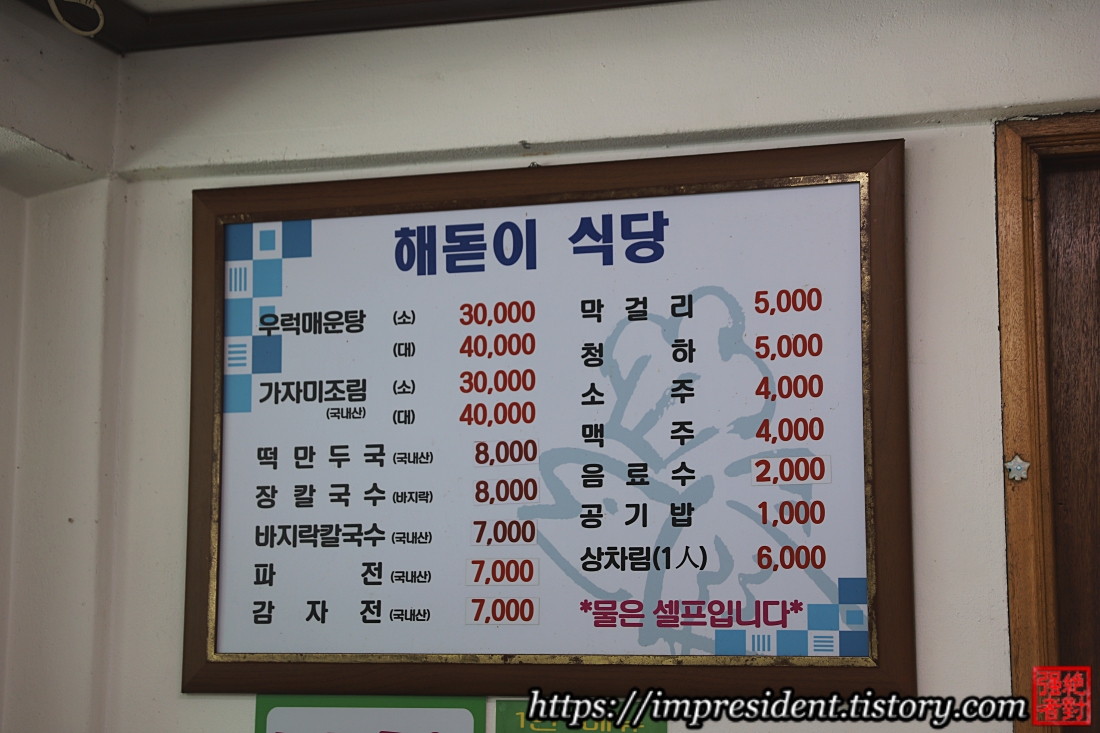 해돋이 식당
우럭매운탕 (소) 30,000
(대) 40,000
가자미조림 (소) 30,000
(국내산) (대) 40,000
떡만두국 (국내산) 8,000
장칼국수 (바지락) 8,000
바지락칼국수 (국내산) 7,000
파전 (국내산) 7,000
감자전 (국내산) 7,000
막걸리 5,000
청하 5,000
소주 4,000
맥주 4,000
음료수 2,000
공기밥 1,000
상차림(1人) 6,000
*물은 셀프입니다*
https://impresident.tistory.com
絶對
强者